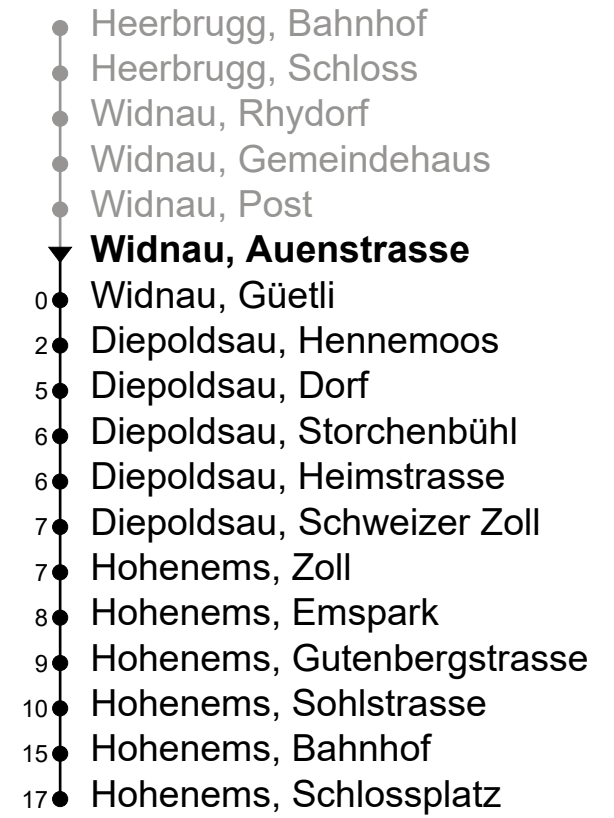 Heerbrugg, Bahnhof
Heerbrugg, Schloss
Widnau, Rhydorf
Widnau, Gemeindehaus
Widnau, Post
Widnau, Auenstrasse
0 Widnau, Güetli
2 Diepoldsau, Hennemoos
5 Diepoldsau, Dorf
6 Diepoldsau, Storchenbühl
6 Diepoldsau, Heimstrasse
7 Diepoldsau, Schweizer Zoll
7 Hohenems, Zoll
8 Hohenems, Emspark
9 Hohenems, Gutenbergstrasse
10 Hohenems, Sohlstrasse
15 Hohenems, Bahnhof
17 Hohenems, Schlossplatz